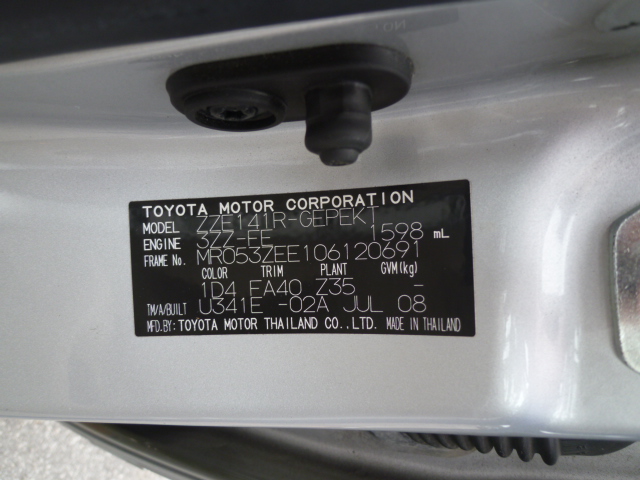 TOYOTA MOTOR CORPORATION
MODEL ZZE141R-GEPEKT
ENGINE 3ZZ-FE 1598 mL
FRAME No. MR053ZEE106120691
COLOR TRIM PLANT GVM(kg)
1D4 FA40 Z35 -
TM/A/BUILT U341E -02A JUL 08
MFD.BY: TOYOTA MOTOR THAILAND CO.,LTD. MADE IN THAILAND